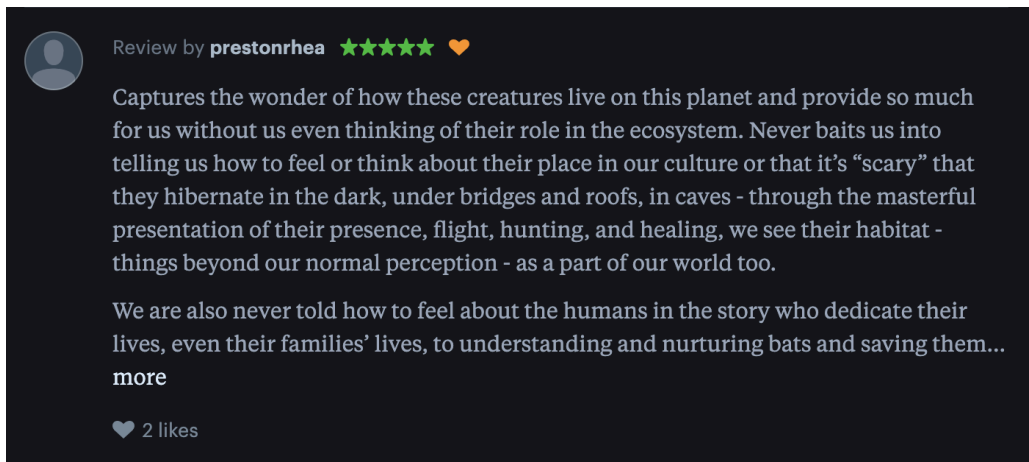 Review by prestonrhea
Captures the wonder of how these creatures live on this planet and provide so much
for us without us even thinking of their role in the ecosystem. Never baits us into
telling us how to feel or think about their place in our culture or that it’s “scary” that
they hibernate in the dark, under bridges and roofs, in caves - through the masterful
presentation of their presence, flight, hunting, and healing, we see their habitat -
things beyond our normal perception - as a part of our world too.
We are also never told how to feel about the humans in the story who dedicate their
lives, even their families’ lives, to understanding and nurturing bats and saving them...
more
2 likes